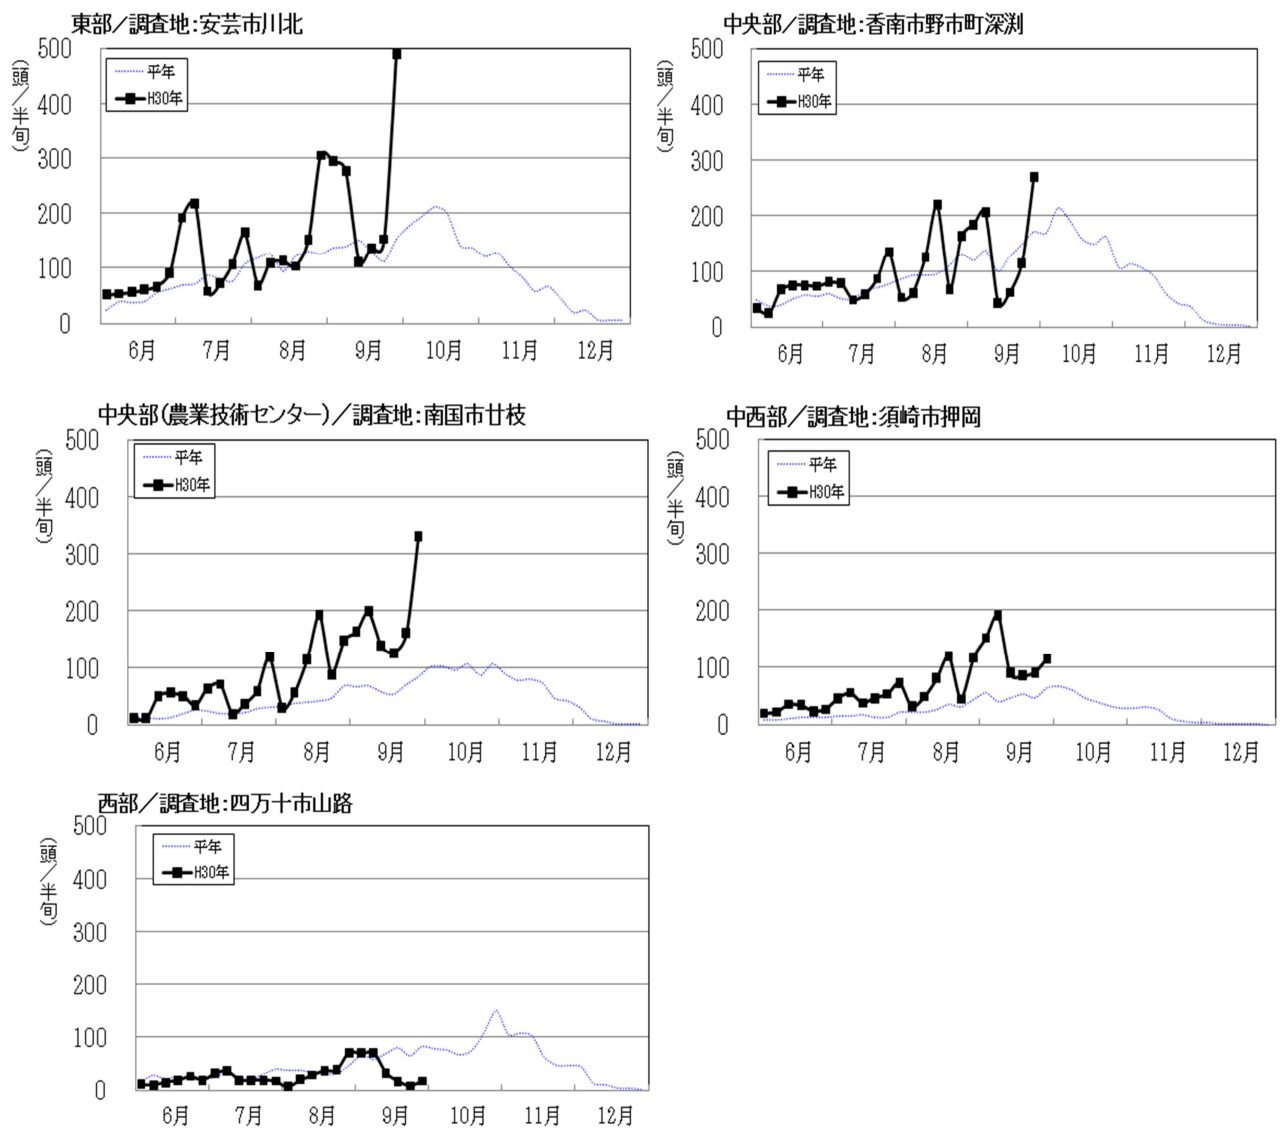 東部／調査地:安芸市川北
(頭／半旬)
500
400
300
200
100
0
平年
H30年
6月 7月 8月 9月 10月 11月 12月
中央部／調査地:香南市野市町深渕
(頭／半旬)
500
400
300
200
100
0
平年
H30年
6月 7月 8月 9月 10月 11月 12月
中央部(農業技術センター)／調査地:南国市廿枝
(頭／半旬)
500
400
300
200
100
0
平年
H30年
6月 7月 8月 9月 10月 11月 12月
中西部／調査地:須崎市押岡
(頭／半旬)
500
400
300
200
100
0
平年
H30年
6月 7月 8月 9月 10月 11月 12月
西部／調査地:四万十市山路
(頭／半旬)
500
400
300
200
100
0
平年
H30年
6月 7月 8月 9月 10月 11月 12月